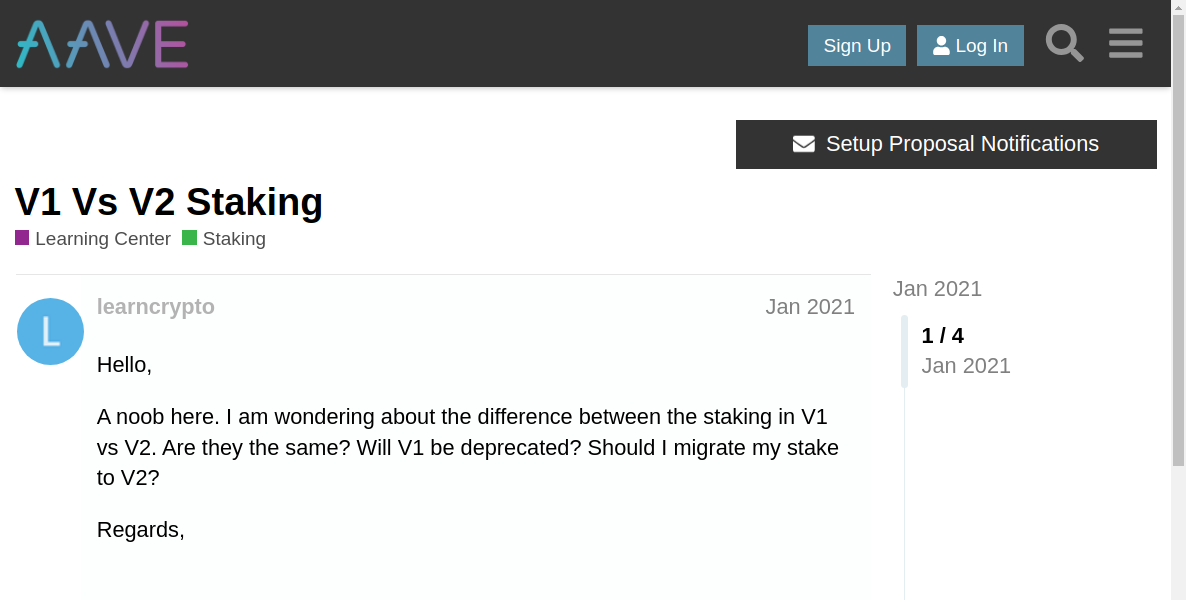 AAVE
Sign Up
Log In
Setup Proposal Notifications
V1 Vs V2 Staking
Learning Center Staking
L
learncrypto
Jan 2021
Hello,
A noob here. I am wondering about the difference between the staking in V1
vs V2. Are they the same? Will V1 be deprecated? Should I migrate my stake
to V2?
Regards,
Jan 2021
1 / 4
Jan 2021